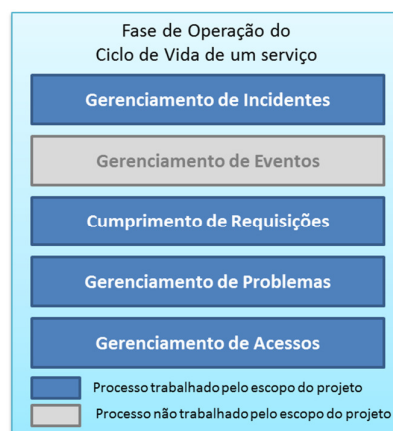 Fase de Operação do
Ciclo de Vida de um serviço
Gerenciamento de Incidentes
Gerenciamento de Eventos
Cumprimento de Requisições
Gerenciamento de Problemas
Gerenciamento de Acessos
Processo trabalhado pelo escopo do projeto
Processo não trabalhado pelo escopo do projeto